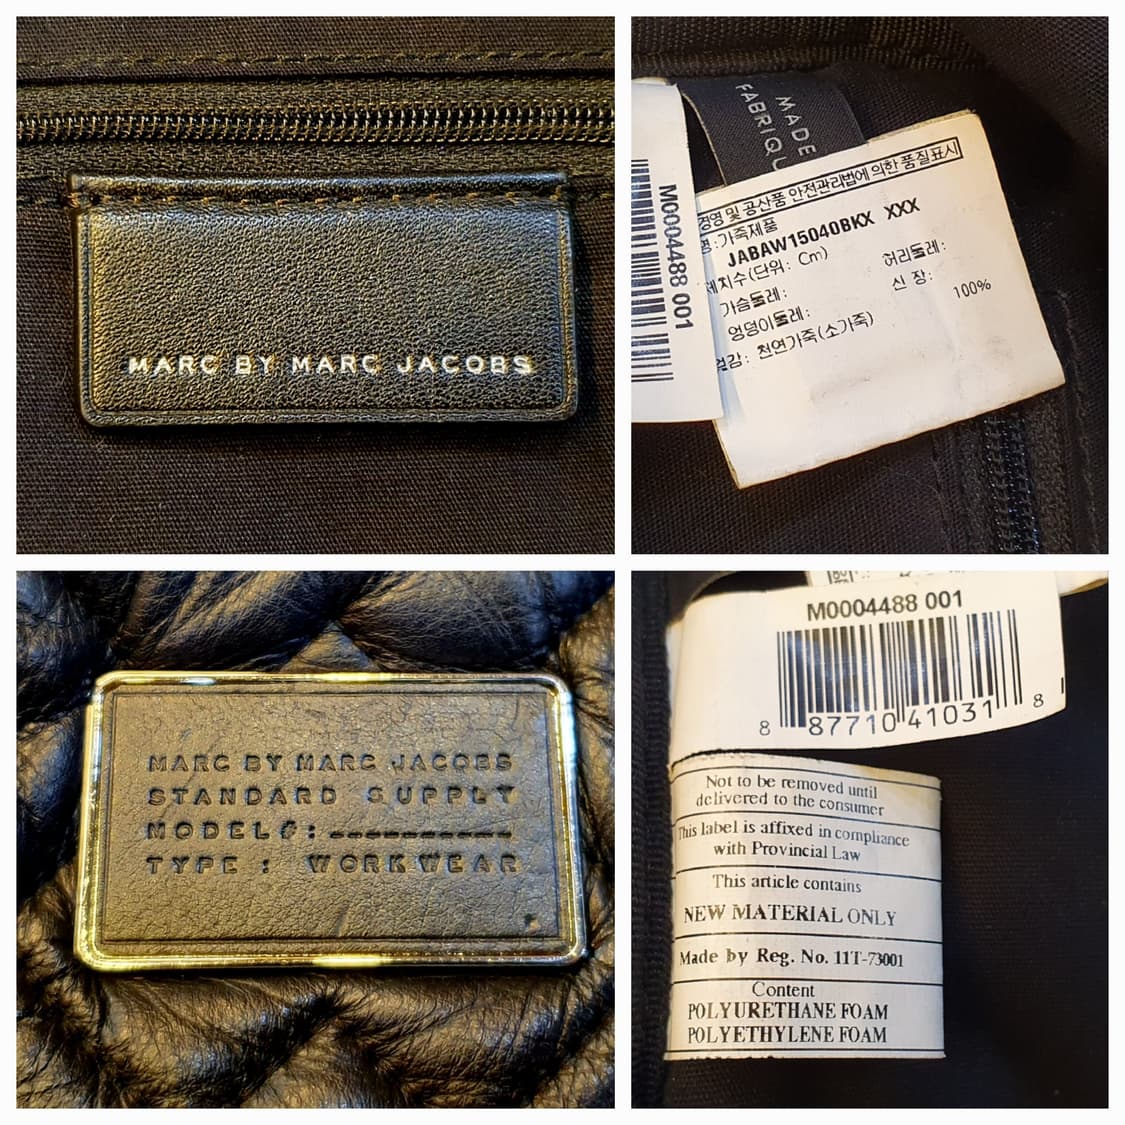 MARC BY MARC JACOBS
MADE
FABRIQU
M0004488 001
경영 및 공산품 안전관리법에 의한 품질표시
명:가죽제품
JABAW15040BKX XXX
제치수(단위: Cm)
허리둘레:
가슴둘레:
신 장:
엉덩이둘레:
100%
겉감: 천연가죽(소가죽)
MARC BY MARC JACOBS
STANDARD SUPPLY
MODEL#:__________
TYPE : WORKWEAR
M0004488 001
8 87710 41031 8
Not to be removed until
delivered to the consumer
This label is affixed in compliance
with Provincial Law
This article contains
NEW MATERIAL ONLY
Made by Reg. No. 11T-73001
Content
POLYURETHANE FOAM
POLYETHYLENE FOAM